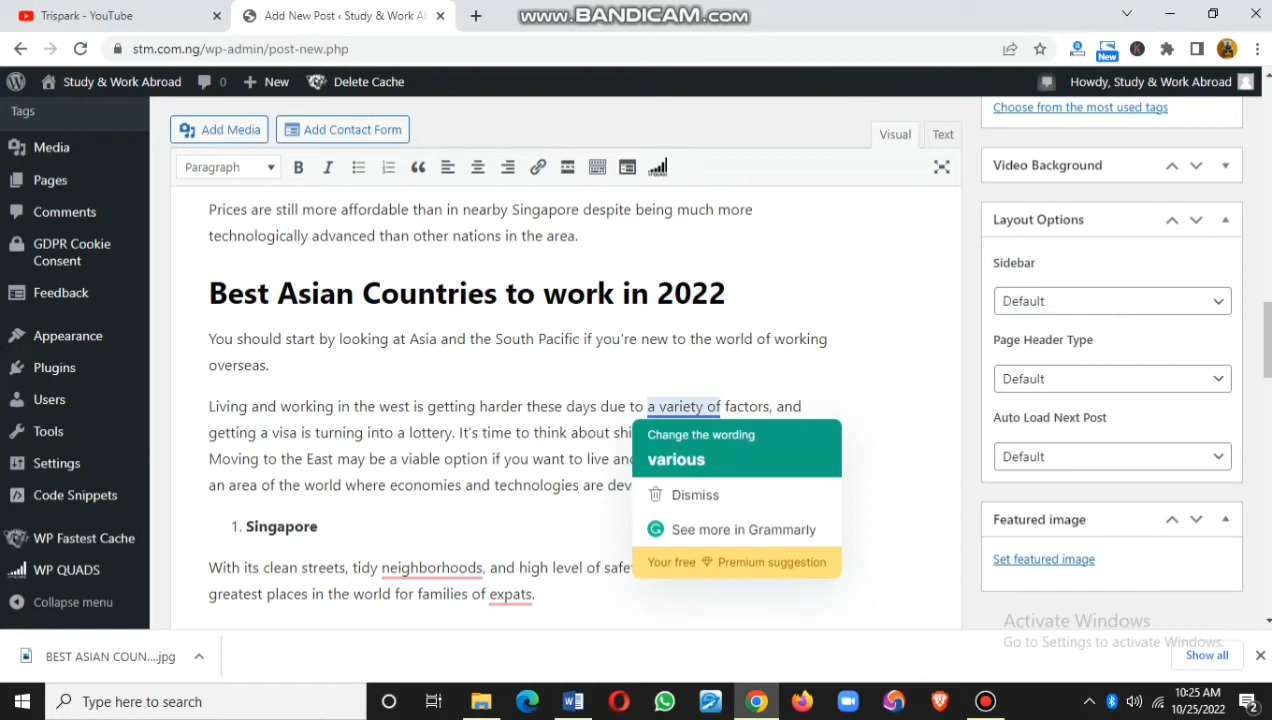 Trispark - YouTube
Add New Post ‹ Study & Work Ab
www.BANDICAM.com
stm.com.ng/wp-admin/post-new.php
New
Study & Work Abroad
0
New
Delete Cache
Howdy, Study & Work Abroad
Tags
Media
Pages
Comments
GDPR Cookie
Consent
Feedback
Appearance
Plugins
Users
Tools
Settings
Code Snippets
WP Fastest Cache
WP QUADS
Collapse menu
Add Media
Add Contact Form
Visual
Text
Paragraph
Prices are still more affordable than in nearby Singapore despite being much more
technologically advanced than other nations in the area.
Best Asian Countries to work in 2022
You should start by looking at Asia and the South Pacific if you're new to the world of working
overseas.
Living and working in the west is getting harder these days due to a variety of factors, and
getting a visa is turning into a lottery. It's time to think about shi
Moving to the East may be a viable option if you want to live an
an area of the world where economies and technologies are dev
1. Singapore
With its clean streets, tidy neighborhoods, and high level of safe
greatest places in the world for families of expats.
Change the wording
various
Dismiss
See more in Grammarly
Your free Premium suggestion
Choose from the most used tags
Video Background
Layout Options
Sidebar
Default
Page Header Type
Default
Auto Load Next Post
Default
Featured image
Set featured image
Activate Windows
Go to Settings to activate Windows.
BEST ASIAN COUN....jpg
Show all
Type here to search
10:25 AM
10/25/2022
2